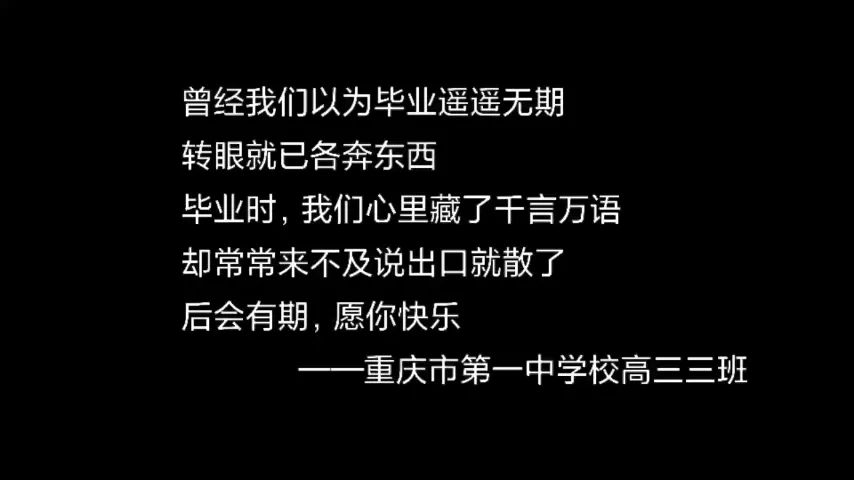 曾经我们以为毕业遥遥无期
转眼就已各奔东西
毕业时，我们心里藏了千言万语
却常常来不及说出口就散了
后会有期，愿你快乐
——重庆市第一中学校高三三班